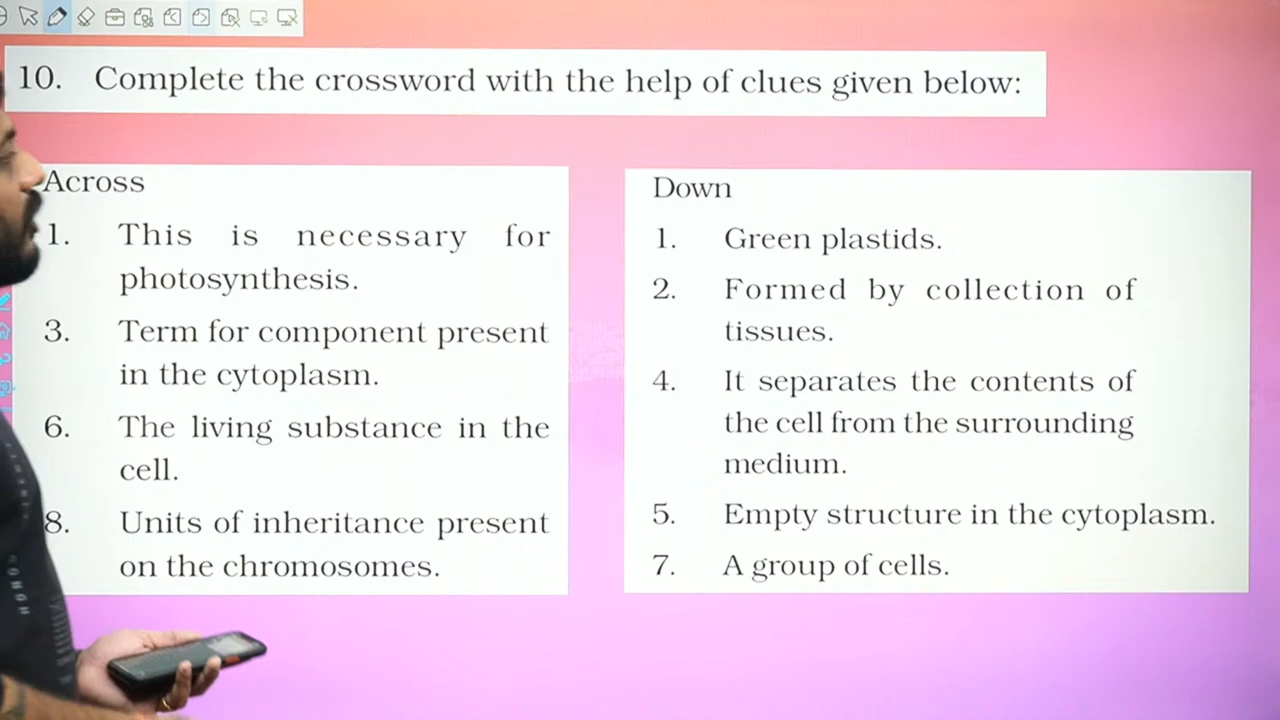 10. Complete the crossword with the help of clues given below:
Across
1. This is necessary for
photosynthesis.
3. Term for component present
in the cytoplasm.
6. The living substance in the
cell.
8. Units of inheritance present
on the chromosomes.
Down
1. Green plastids.
2. Formed by collection of
tissues.
4. It separates the contents of
the cell from the surrounding
medium.
5. Empty structure in the cytoplasm.
7. A group of cells.